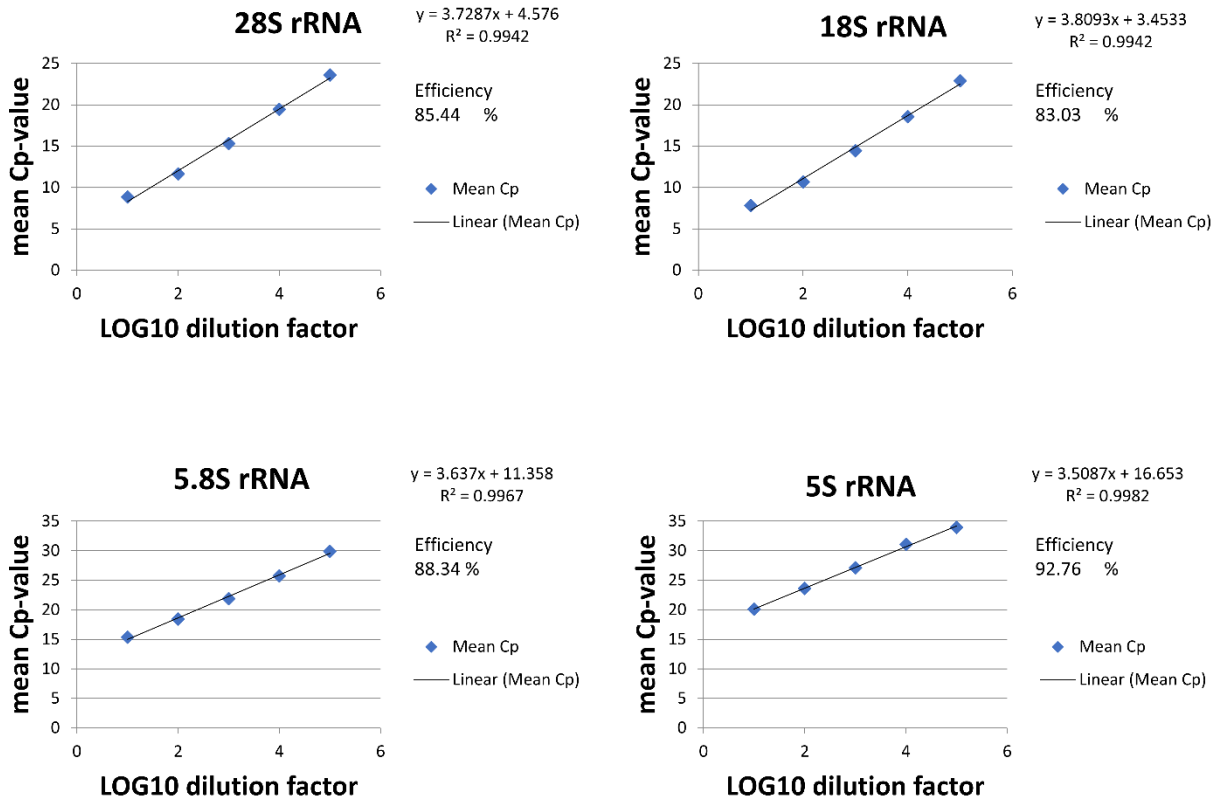 28S rRNA
y = 3.7287x + 4.576
R² = 0.9942
mean Cp-value
25
20
15
10
5
0
0 2 4 6
LOG10 dilution factor
Efficiency
85.44 %
Mean Cp
Linear (Mean Cp)
18S rRNA
y = 3.8093x + 3.4533
R² = 0.9942
mean Cp-value
25
20
15
10
5
0
0 2 4 6
LOG10 dilution factor
Efficiency
83.03 %
Mean Cp
Linear (Mean Cp)
5.8S rRNA
y = 3.637x + 11.358
R² = 0.9967
mean Cp-value
35
30
25
20
15
10
5
0
0 2 4 6
LOG10 dilution factor
Efficiency
88.34 %
Mean Cp
Linear (Mean Cp)
5S rRNA
y = 3.5087x + 16.653
R² = 0.9982
mean Cp-value
35
30
25
20
15
10
5
0
0 2 4 6
LOG10 dilution factor
Efficiency
92.76 %
Mean Cp
Linear (Mean Cp)